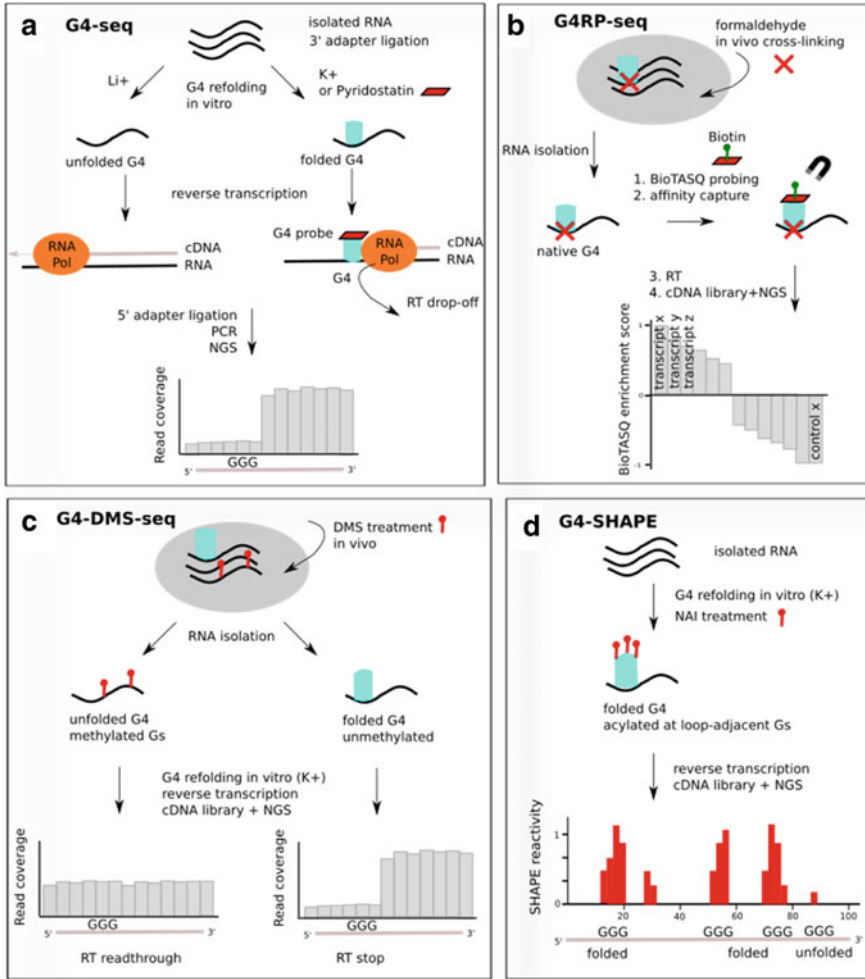 a
G4-seq
isolated RNA
3' adapter ligation
Li+
G4 refolding
in vitro
K+
or Pyridostatin
unfolded G4
folded G4
reverse transcription
RNA
Pol
cDNA
RNA
G4 probe
RNA
Pol
cDNA
RNA
G4
RT drop-off
5' adapter ligation
PCR
NGS
Read coverage
GGG
5'
3'
b
G4RP-seq
formaldehyde
in vivo cross-linking
RNA isolation
Biotin
1. BioTASQ probing
2. affinity capture
native G4
3. RT
4. cDNA library+NGS
BioTASQ enrichment score
1
0
-1
transcript x
transcript y
transcript z
control x
c
G4-DMS-seq
DMS treatment
in vivo
RNA isolation
unfolded G4
methylated Gs
folded G4
unmethylated
G4 refolding in vitro (K+)
reverse transcription
cDNA library + NGS
Read coverage
GGG
5'
3'
RT readthrough
Read coverage
GGG
5'
3'
RT stop
d
G4-SHAPE
isolated RNA
G4 refolding in vitro (K+)
NAI treatment
folded G4
acylated at loop-adjacent Gs
reverse transcription
cDNA library + NGS
SHAPE reactivity
1
0
20
40
60
80
100
GGG
GGG
GGG
GGG
5'
3'
folded
folded
unfolded